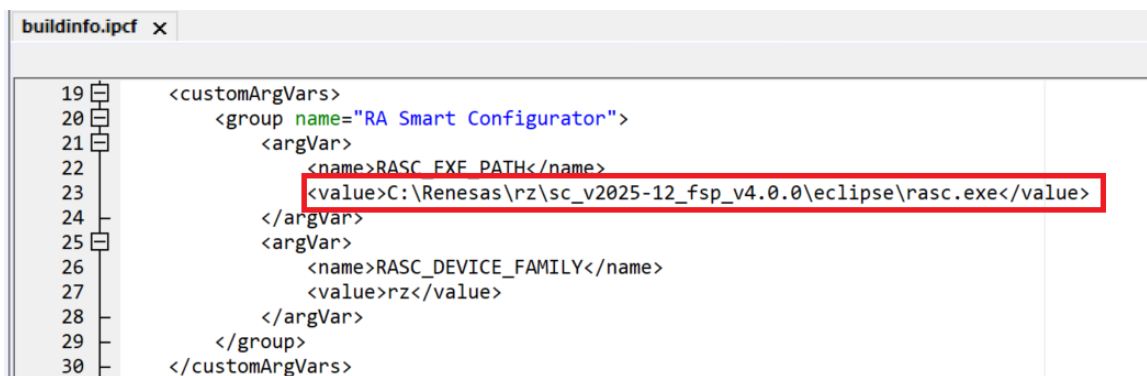 buildinfo.ipcf ×
19 <customArgVars>
20 <group name="RA Smart Configurator">
21 <argVar>
22 <name>RASC_EXE_PATH</name>
23 <value>C:\Renesas\rz\sc_v2025-12_fsp_v4.0.0\eclipse\rasc.exe</value>
24 </argVar>
25 <argVar>
26 <name>RASC_DEVICE_FAMILY</name>
27 <value>rz</value>
28 </argVar>
29 </group>
30 </customArgVars>